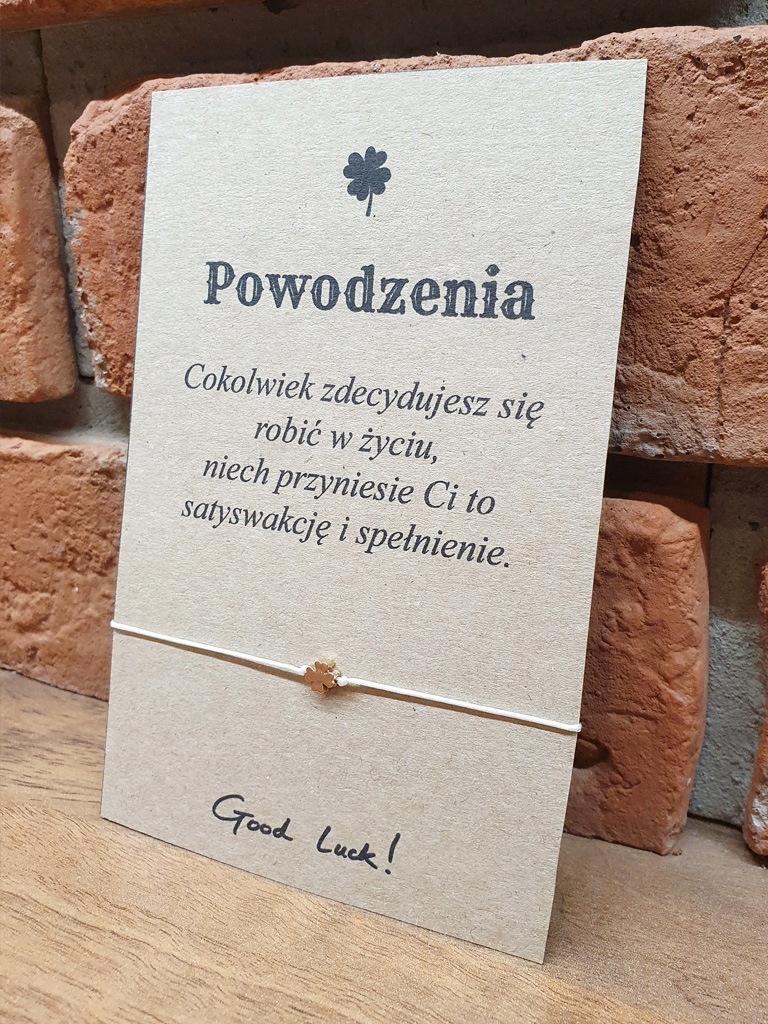 Powodzenia
Cokolwiek zdecydujesz się
robić w życiu,
niech przyniesie Ci to
satyswakcję i spełnienie.
Good Luck!